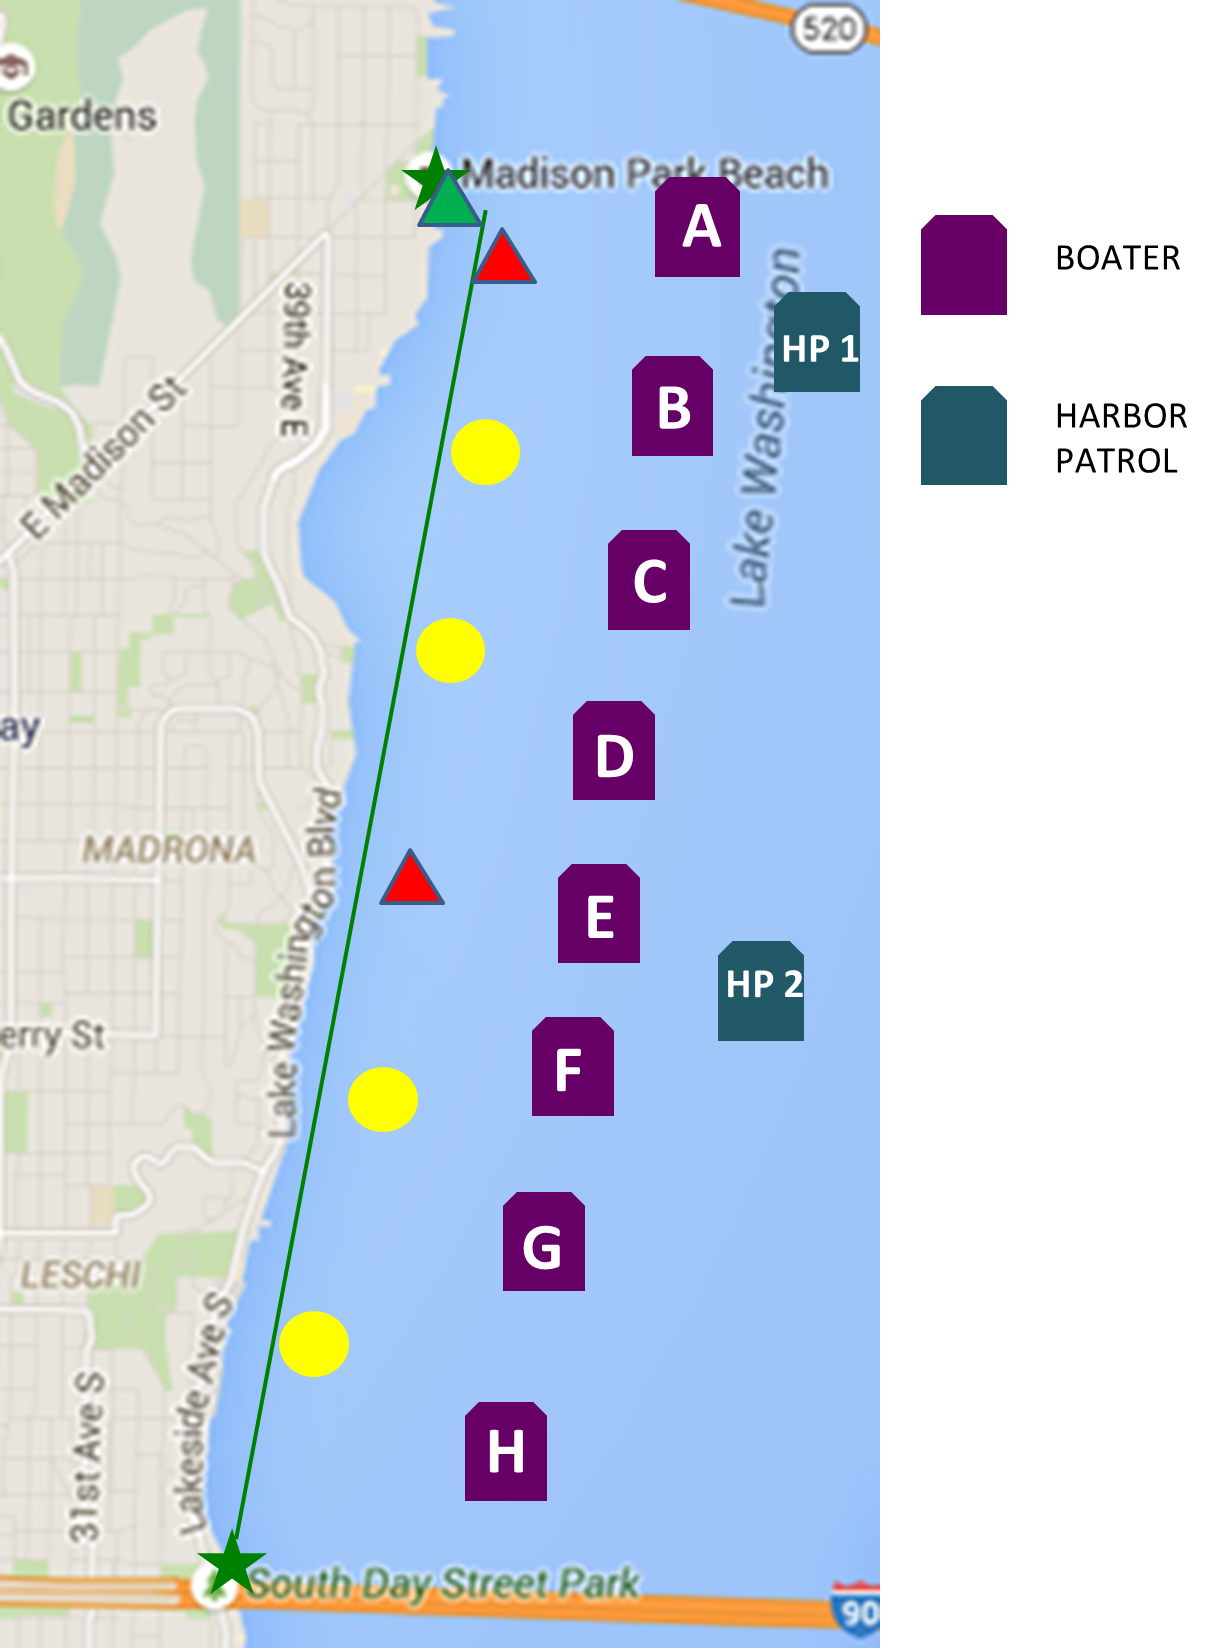 520
Gardens
Madison Park Beach
A
BOATER
39th Ave E
Lake Washington
HP 1
E Madison St
B
HARBOR
PATROL
C
ay
D
MADRONA
Lake Washington Blvd
E
HP 2
erry St
F
G
LESCHI
Lakeside Ave S
31st Ave S
H
South Day Street Park
90